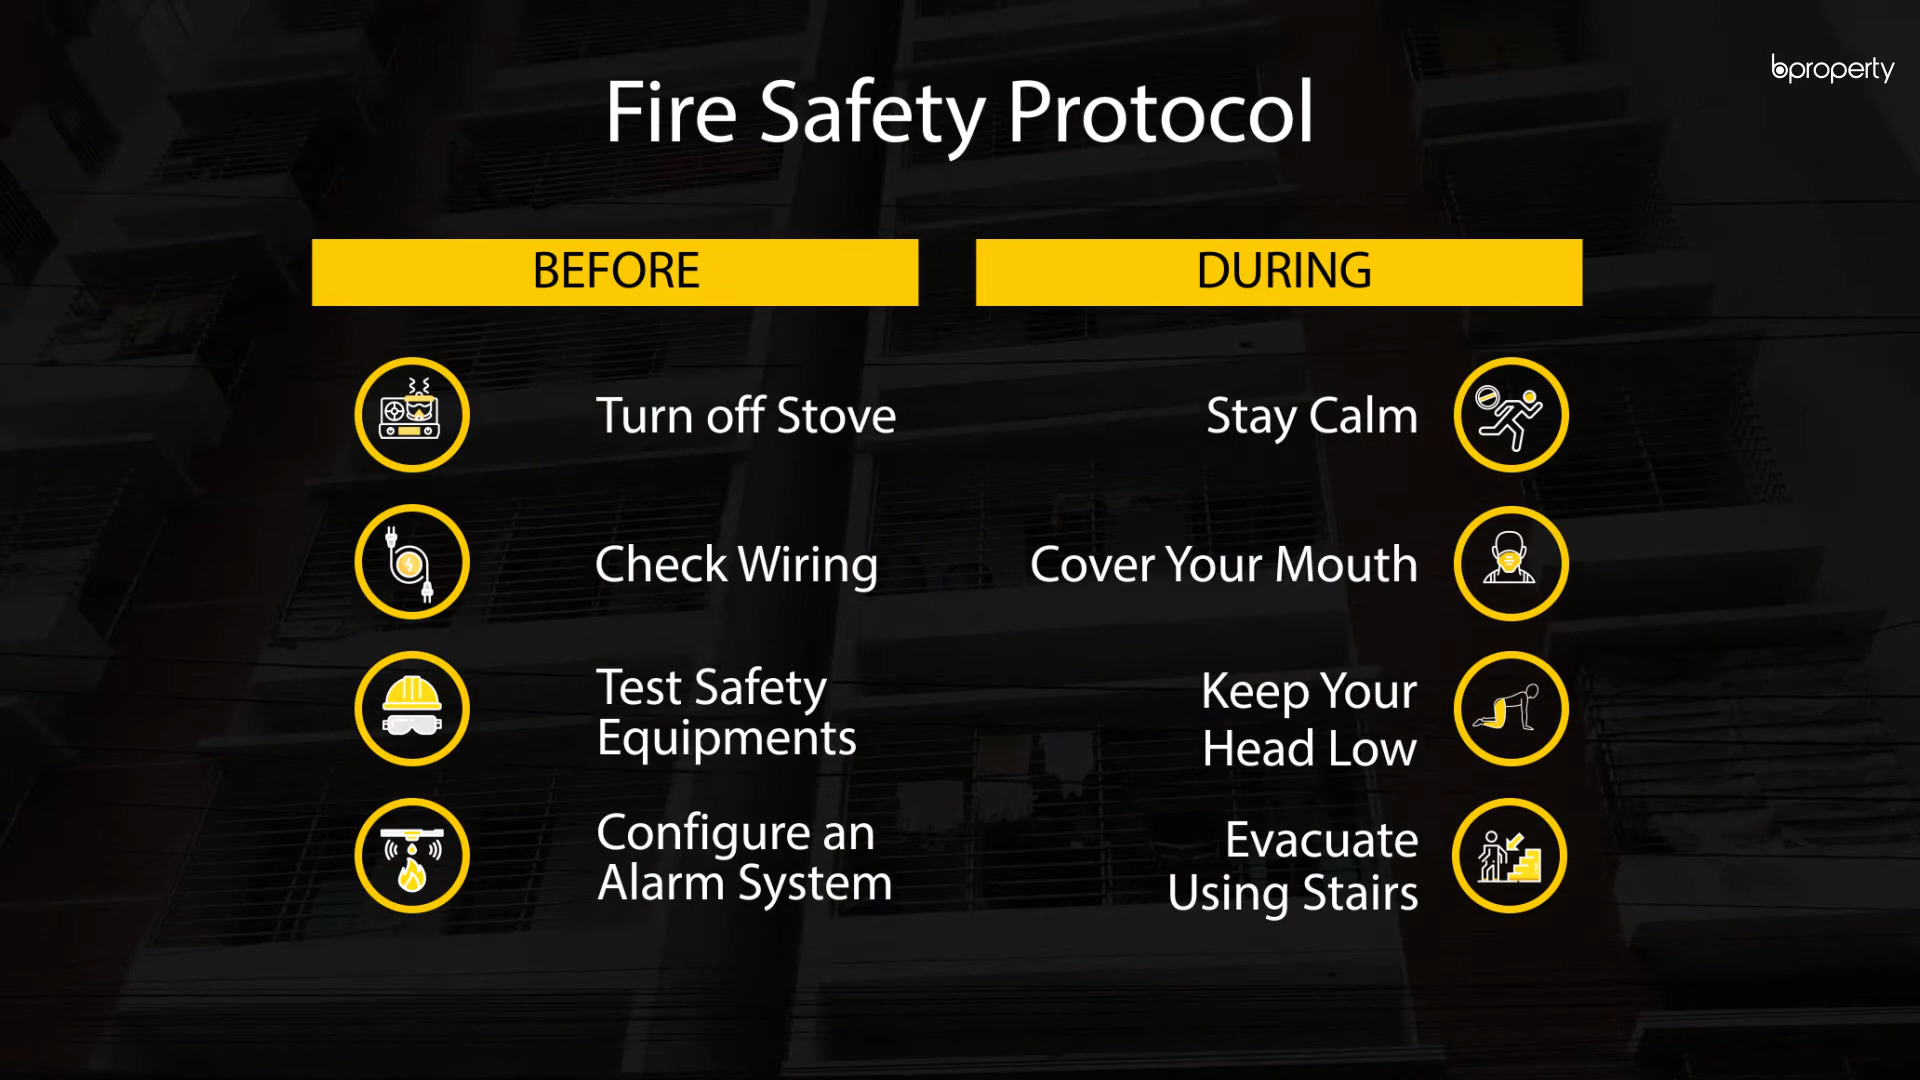 bproperty
Fire Safety Protocol
BEFORE
Turn off Stove
Check Wiring
Test Safety
Equipments
Configure an
Alarm System
DURING
Stay Calm
Cover Your Mouth
Keep Your
Head Low
Evacuate
Using Stairs